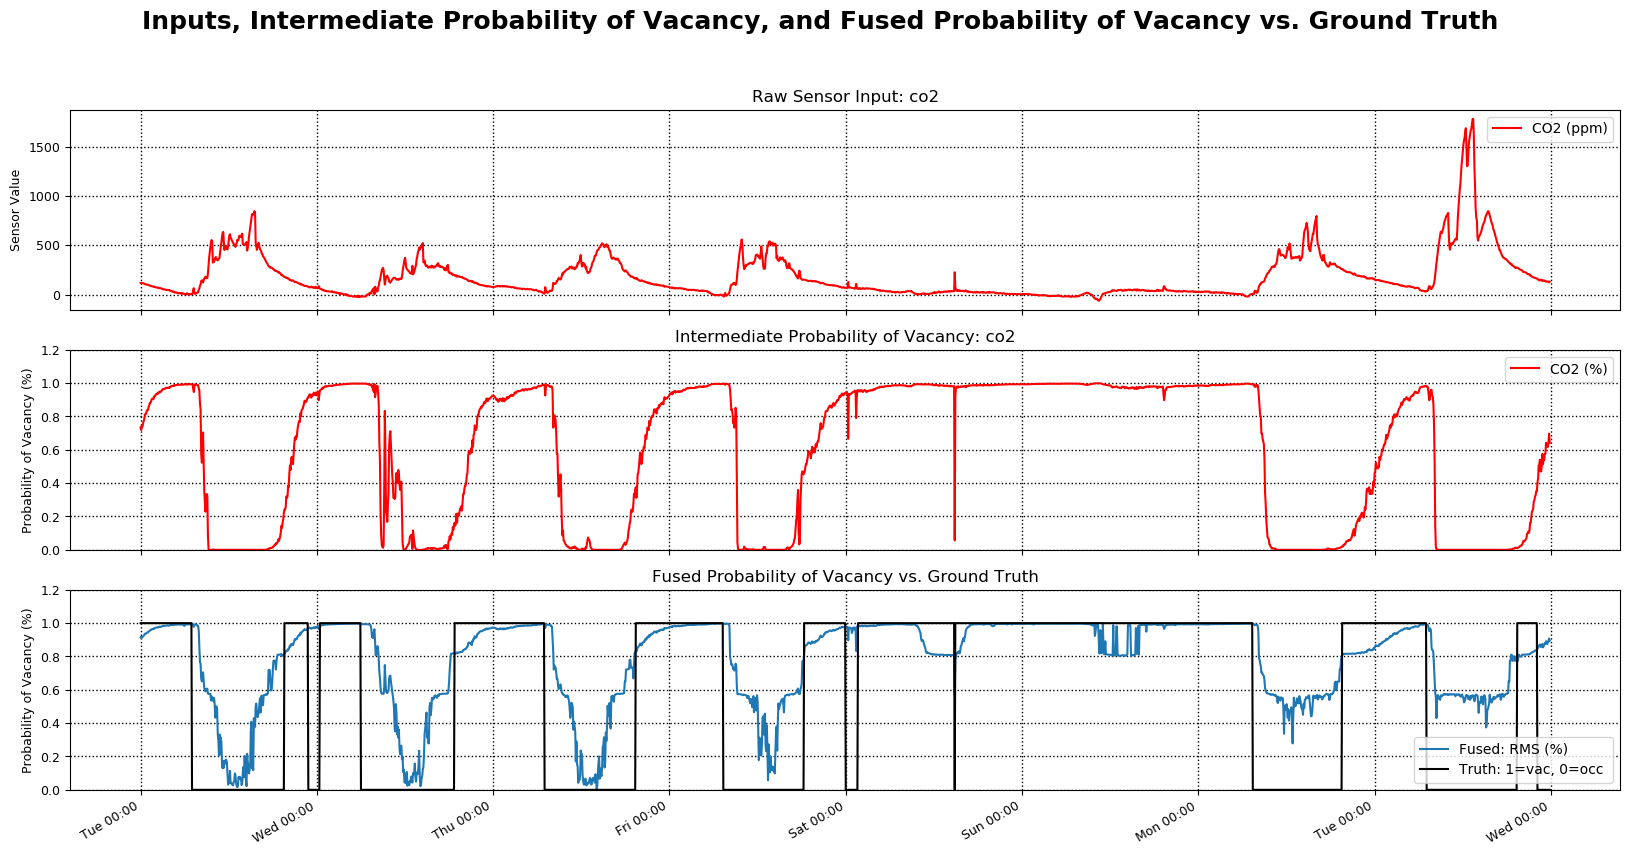 Inputs, Intermediate Probability of Vacancy, and Fused Probability of Vacancy vs. Ground Truth
Raw Sensor Input: co2
Sensor Value
1500
1000
500
0
CO2 (ppm)
Intermediate Probability of Vacancy: co2
Probability of Vacancy (%)
1.2
1.0
0.8
0.6
0.4
0.2
0.0
CO2 (%)
Fused Probability of Vacancy vs. Ground Truth
Probability of Vacancy (%)
1.2
1.0
0.8
0.6
0.4
0.2
0.0
Fused: RMS (%)
Truth: 1=vac, 0=occ
Tue 00:00
Wed 00:00
Thu 00:00
Fri 00:00
Sat 00:00
Sun 00:00
Mon 00:00
Tue 00:00
Wed 00:00